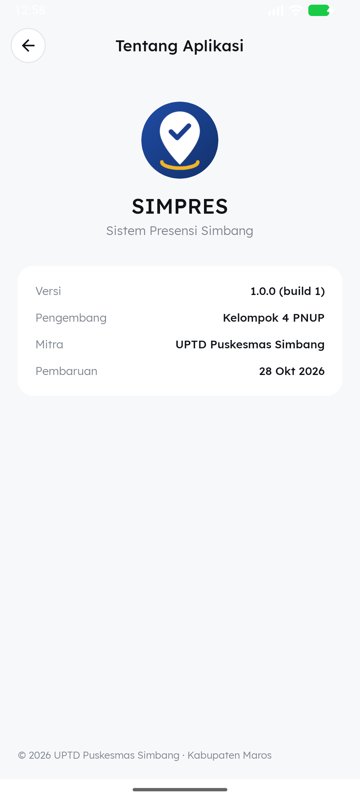 12:58
Tentang Aplikasi
SIMPRES
Sistem Presensi Simbang
Versi 1.0.0 (build 1)
Pengembang Kelompok 4 PNUP
Mitra UPTD Puskesmas Simbang
Pembaruan 28 Okt 2026
© 2026 UPTD Puskesmas Simbang · Kabupaten Maros